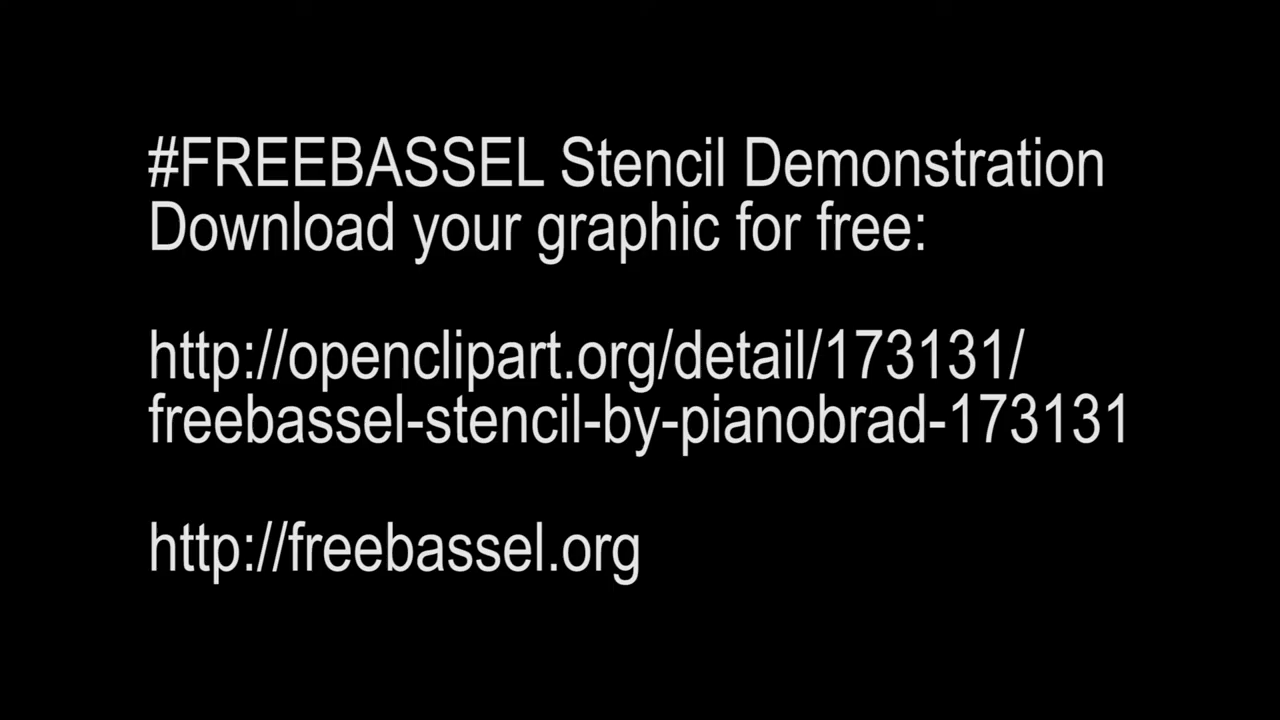 #FREEBASSEL Stencil Demonstration
Download your graphic for free:
http://openclipart.org/detail/173131/
freebassel-stencil-by-pianobrad-173131
http://freebassel.org